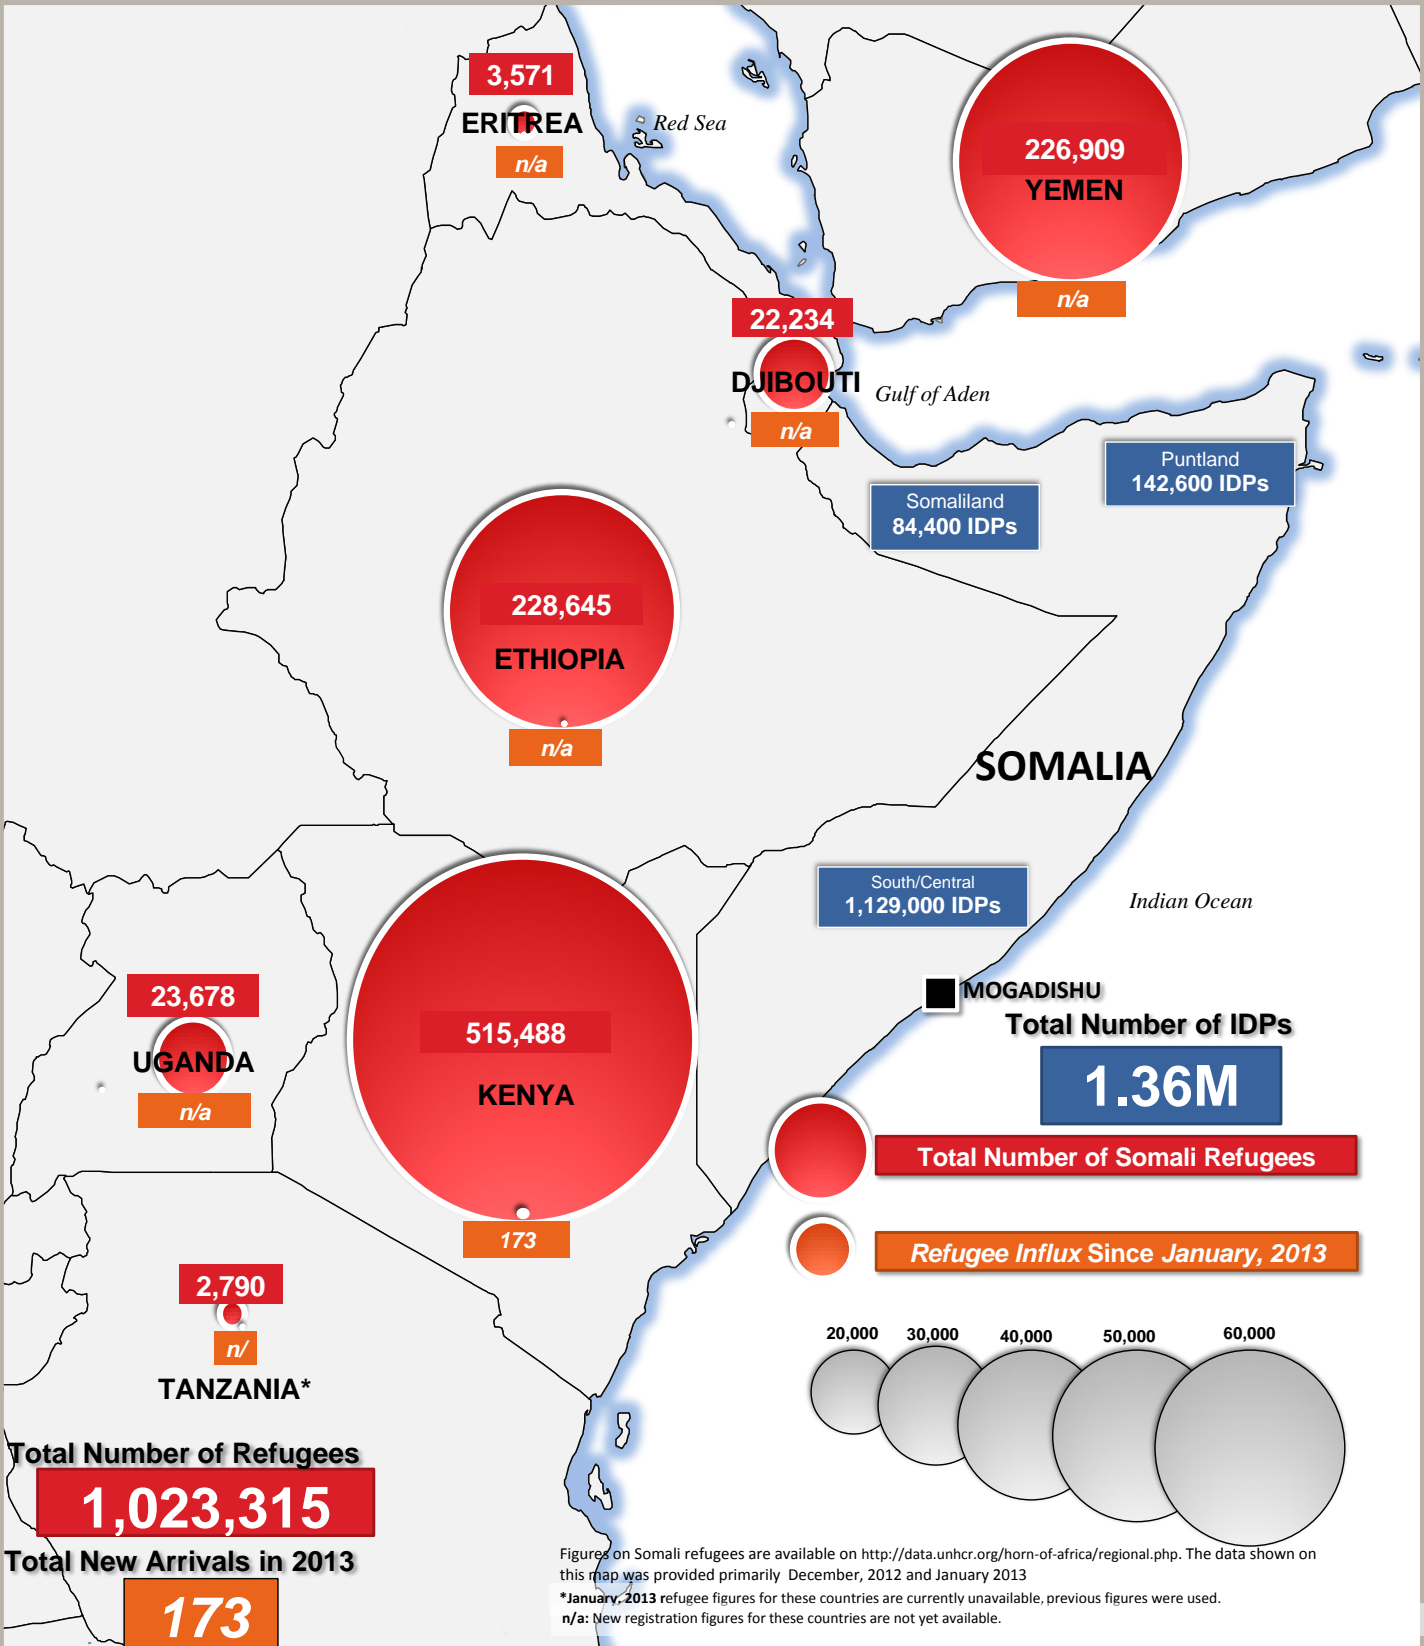 3,571
ERITREA
n/a
Red Sea
226,909
YEMEN
n/a
22,234
DJIBOUTI
n/a
Gulf of Aden
Puntland
142,600 IDPs
Somaliland
84,400 IDPs
228,645
ETHIOPIA
n/a
SOMALIA
South/Central
1,129,000 IDPs
Indian Ocean
23,678
UGANDA
n/a
515,488
KENYA
173
MOGADISHU
Total Number of IDPs
1.36M
Total Number of Somali Refugees
Refugee Influx Since January, 2013
2,790
n/
TANZANIA*
20,000 30,000 40,000 50,000 60,000
Total Number of Refugees
1,023,315
Total New Arrivals in 2013
173
Figures on Somali refugees are available on http://data.unhcr.org/horn-of-africa/regional.php. The data shown on
this map was provided primarily December, 2012 and January 2013
*January, 2013 refugee figures for these countries are currently unavailable, previous figures were used.
n/a: New registration figures for these countries are not yet available.